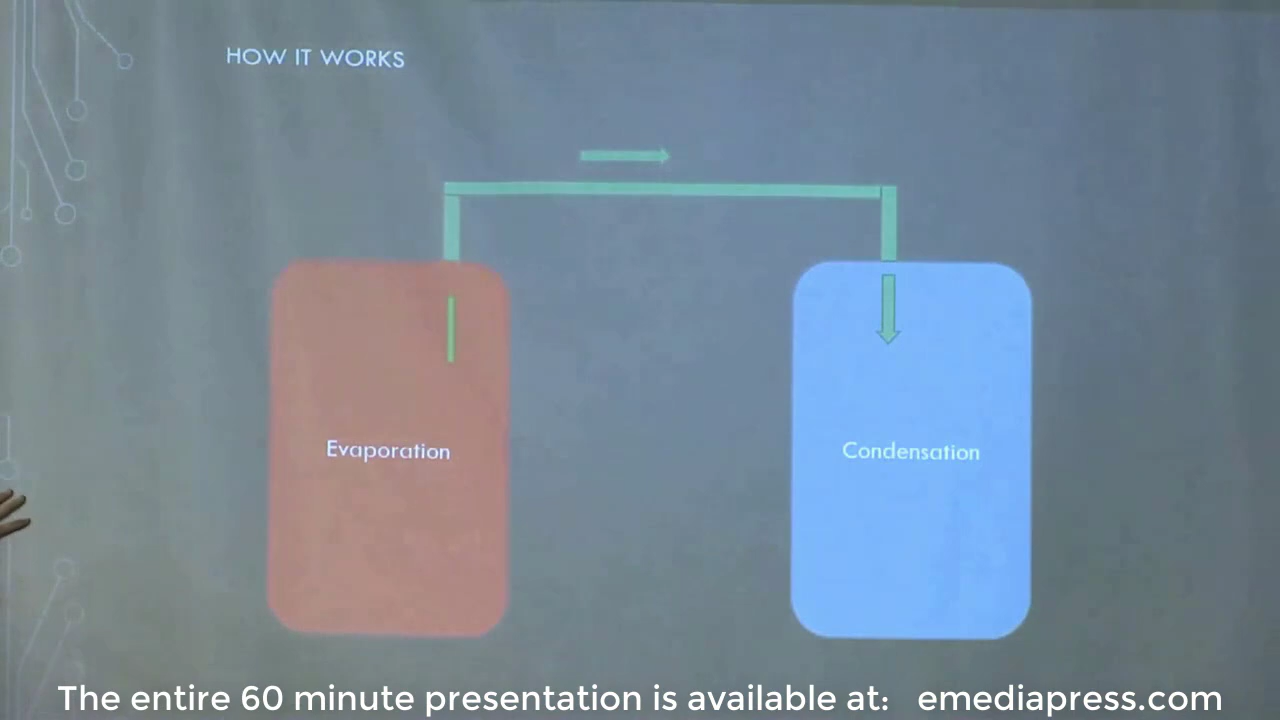 HOW IT WORKS
Evaporation
Condensation
The entire 60 minute presentation is available at: emediapress.com